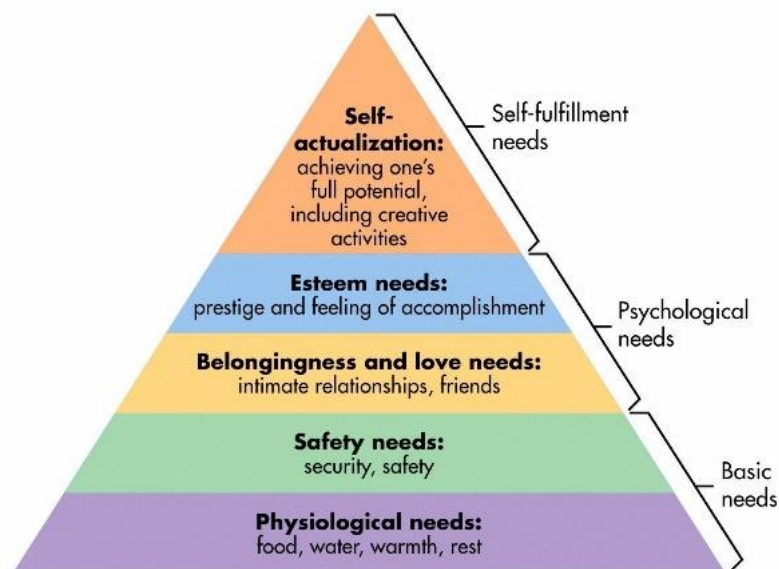 Self-
actualization:
achieving one's
full potential,
including creative
activities
Self-fulfillment
needs
Esteem needs:
prestige and feeling of accomplishment
Psychological
needs
Belongingness and love needs:
intimate relationships, friends
Safety needs:
security, safety
Basic
needs
Physiological needs:
food, water, warmth, rest